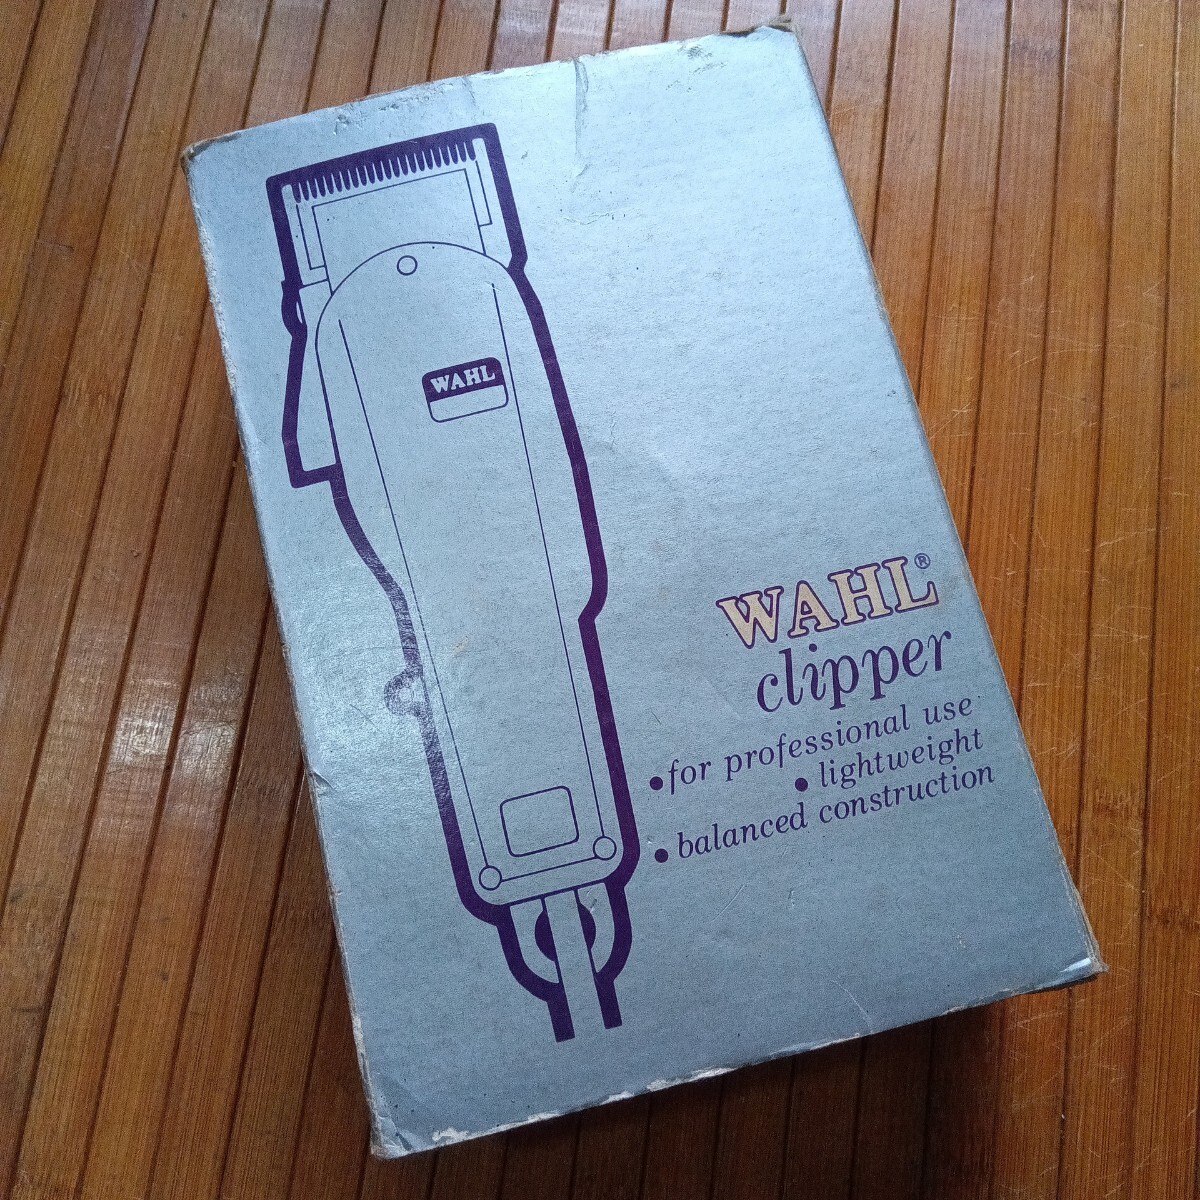 WAHL
WAHL®
clipper
•for professional use
• lightweight
• balanced construction